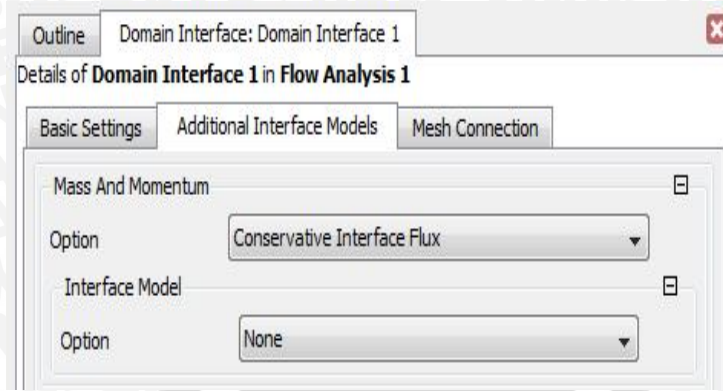 Outline Domain Interface: Domain Interface 1
Details of Domain Interface 1 in Flow Analysis 1
Basic Settings Additional Interface Models Mesh Connection
Mass And Momentum
Option Conservative Interface Flux
Interface Model
Option None